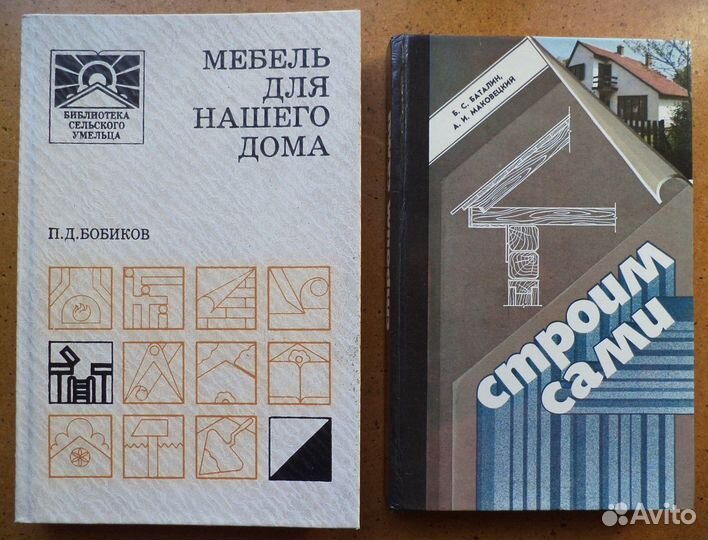 БИБЛИОТЕКА
СЕЛЬСКОГО
УМЕЛЬЦА
МЕБЕЛЬ
ДЛЯ
НАШЕГО
ДОМА
П.Д.БОБИКОВ
Б. С. БАТАЛИН,
А. И. МАКОВЕЦКИЙ
строим
сами
Avito